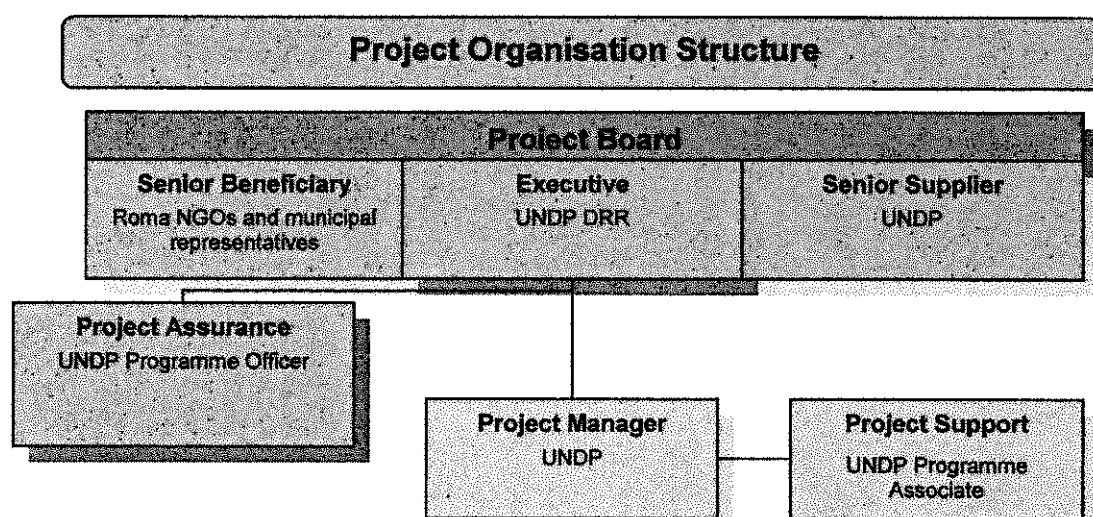 Project Organisation Structure
Project Board
Senior Beneficiary
Roma NGOs and municipal
representatives
Executive
UNDP DRR
Senior Supplier
UNDP
Project Assurance
UNDP Programme Officer
Project Manager
UNDP
Project Support
UNDP Programme
Associate